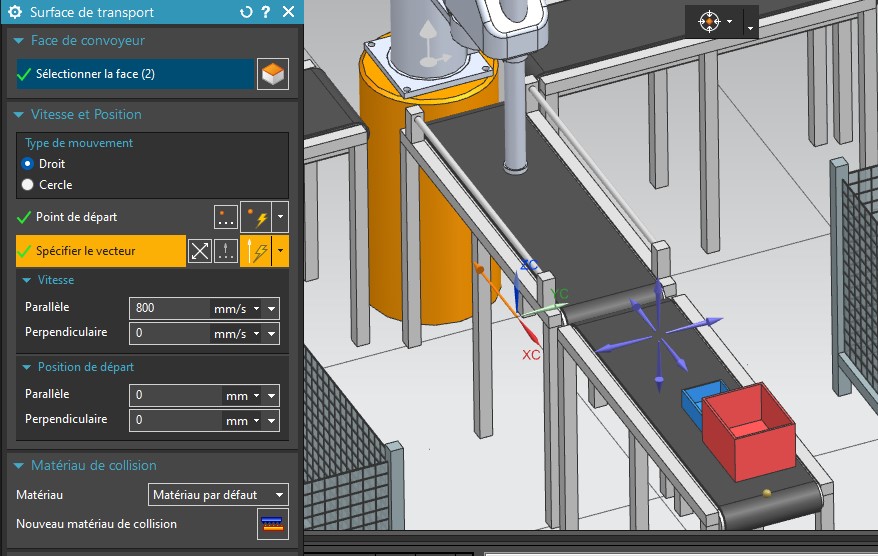 Surface de transport
Face de convoyeur
Sélectionner la face (2)
Vitesse et Position
Type de mouvement
Droit
Cercle
Point de départ
Spécifier le vecteur
Vitesse
Parallèle 800 mm/s
Perpendiculaire 0 mm/s
Position de départ
Parallèle 0 mm
Perpendiculaire 0 mm
Matériau de collision
Matériau Matériau par défaut
Nouveau matériau de collision
ZC
YC
XC